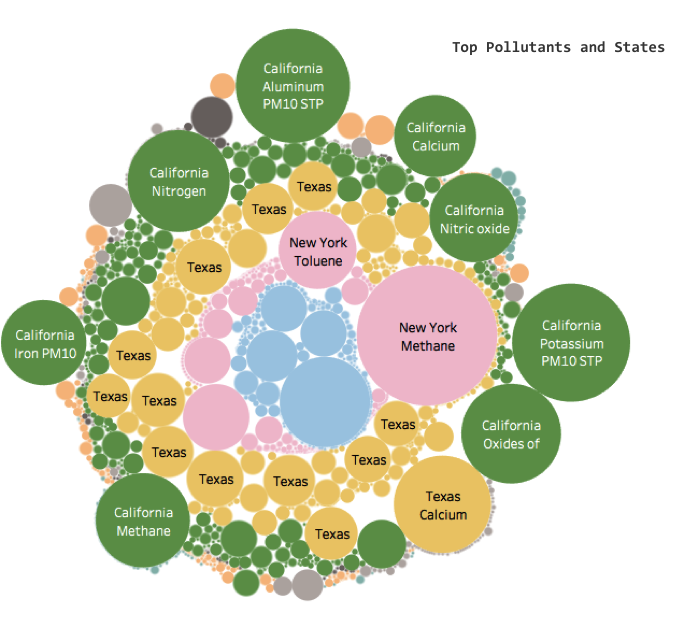 Top Pollutants and States
California
Aluminum
PM10 STP
California
Calcium
California
Nitrogen
Texas
Texas
California
Nitric oxide
New York
Toluene
Texas
New York
Methane
California
Iron PM10
California
Potassium
PM10 STP
Texas
Texas
Texas
Texas
California
Oxides of
Texas
Texas
Texas
Texas
Texas
Calcium
California
Methane
Texas